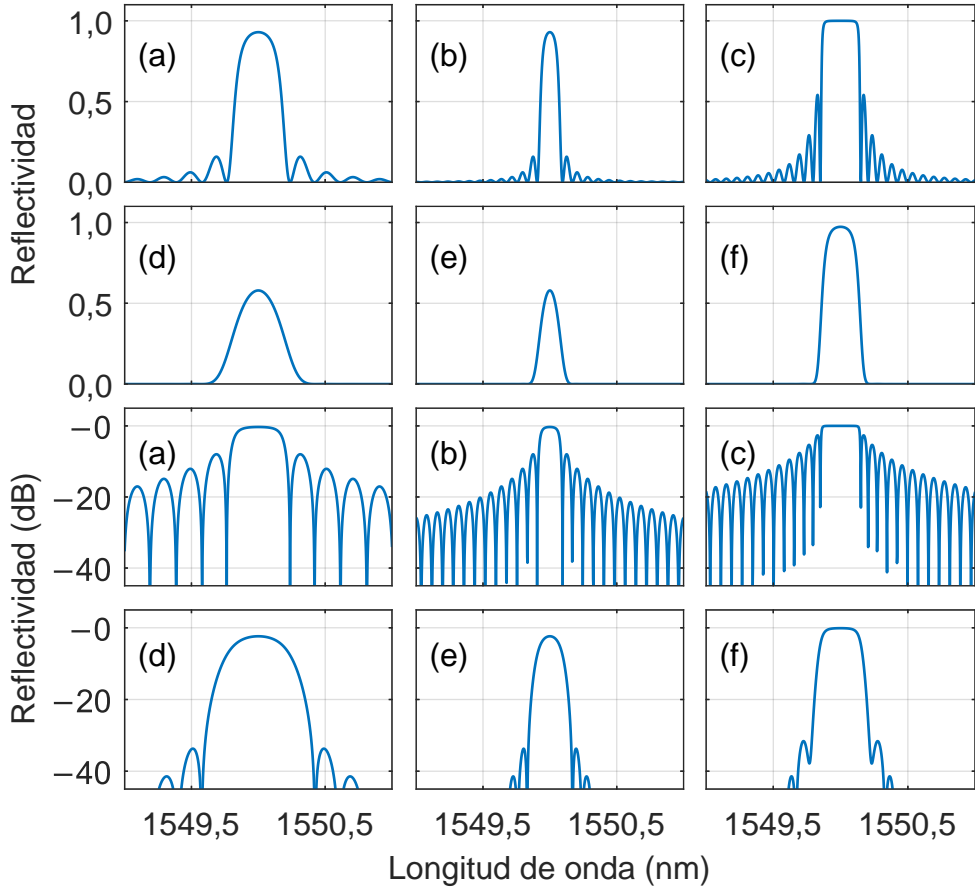 1,0
0,5
0,0
(a)
(b)
(c)
Reflectividad
1,0
0,5
0,0
(d)
(e)
(f)
−0
−20
−40
(a)
(b)
(c)
Reflectividad (dB)
−0
−20
−40
(d)
(e)
(f)
1549,5 1550,5 1549,5 1550,5 1549,5 1550,5
Longitud de onda (nm)